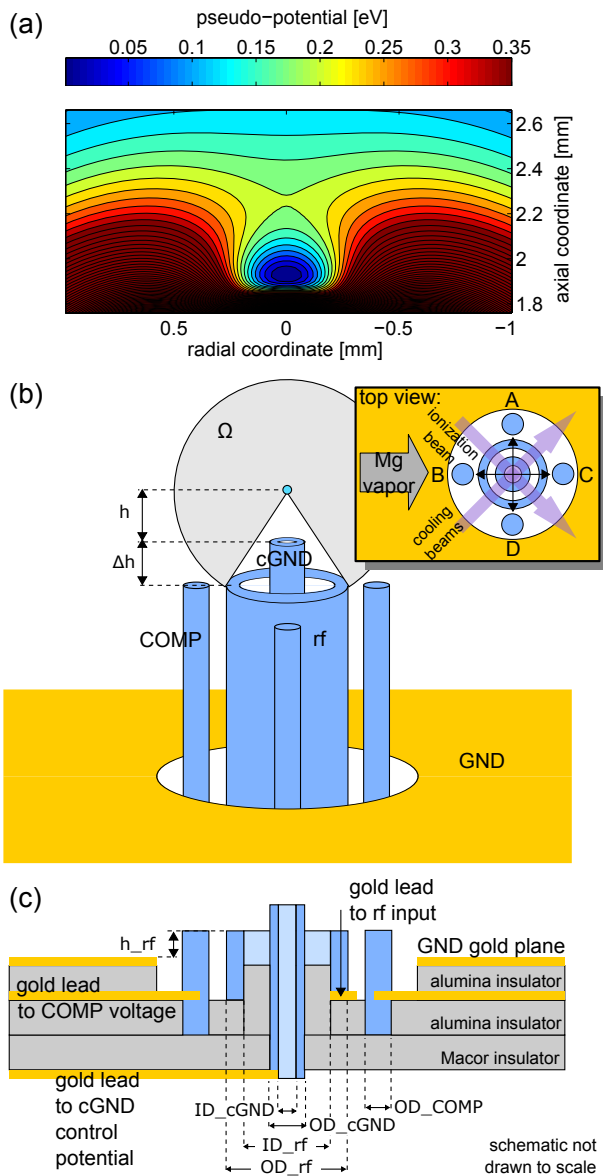 (a)
pseudo−potential [eV]
0.05 0.1 0.15 0.2 0.25 0.3 0.35
2.6
2.4
2.2
2
1.8
axial coordinate [mm]
0.5 0 −0.5 −1
radial coordinate [mm]
(b)
top view:
A
ionization
beam
Mg
vapor
B
C
cooling
beams
D
Ω
h
cGND
Δh
COMP
rf
GND
(c)
gold lead
to rf input
h_rf
GND gold plane
gold lead
alumina insulator
to COMP voltage
alumina insulator
Macor insulator
gold lead
to cGND
control
potential
ID_cGND
OD_COMP
OD_cGND
ID_rf
OD_rf
schematic not
drawn to scale